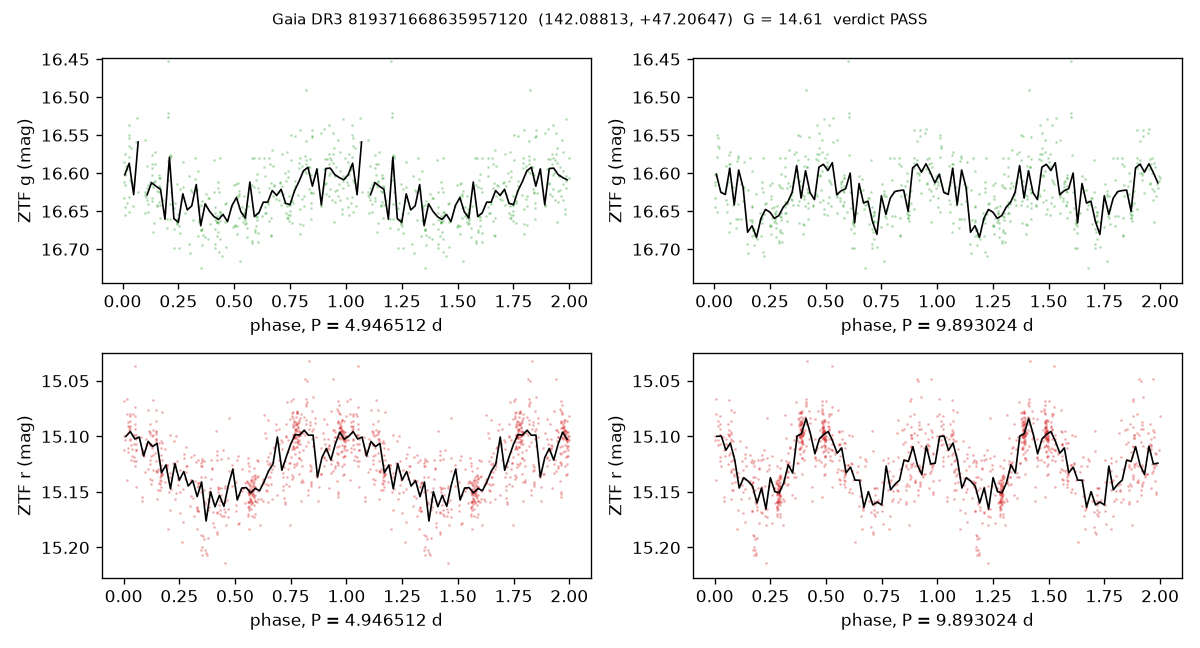 Gaia DR3 819371668635957120 (142.08813, +47.20647) G = 14.61 verdict PASS
ZTF g (mag)
16.45
16.50
16.55
16.60
16.65
16.70
0.00 0.25 0.50 0.75 1.00 1.25 1.50 1.75 2.00
phase, P = 4.946512 d
ZTF g (mag)
16.45
16.50
16.55
16.60
16.65
16.70
0.00 0.25 0.50 0.75 1.00 1.25 1.50 1.75 2.00
phase, P = 9.893024 d
ZTF r (mag)
15.05
15.10
15.15
15.20
0.00 0.25 0.50 0.75 1.00 1.25 1.50 1.75 2.00
phase, P = 4.946512 d
ZTF r (mag)
15.05
15.10
15.15
15.20
0.00 0.25 0.50 0.75 1.00 1.25 1.50 1.75 2.00
phase, P = 9.893024 d